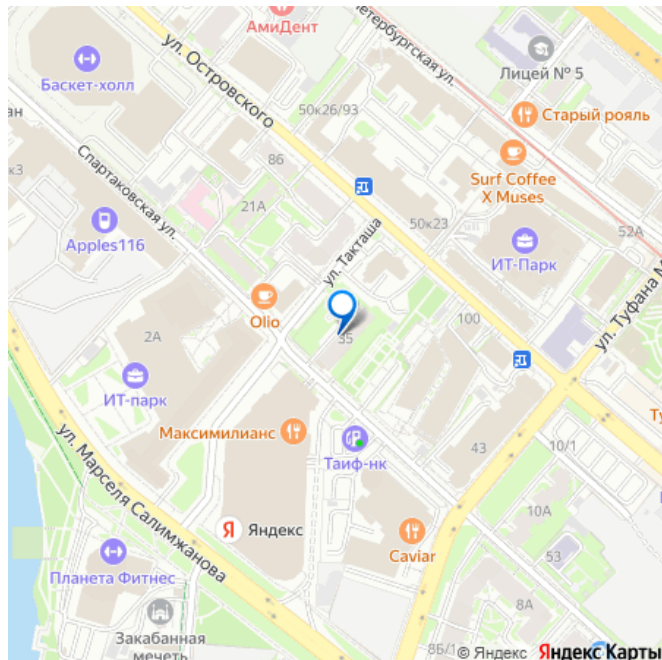 АмиДент
Петербургская ул.
Лицей № 5
Баскет-холл
ул. Островского
50к26/93
Старый рояль
ан
Surf Coffee
X Muses
86
к3
Спартаковская ул.
21А
50к23
52А
Apples116
ул. Такташа
ИТ-Парк
Olio
ул. Туфана М
2А
35
100
ИТ-парк
Максимилианс
Ту
Таиф-нк
43
10/1
ул. Марселя Салимжанова
Яндекс
10А
Caviar
53
Планета Фитнес
8А
Закабанная
мечеть
8Б/1
© Яндекс Яндекс Карты